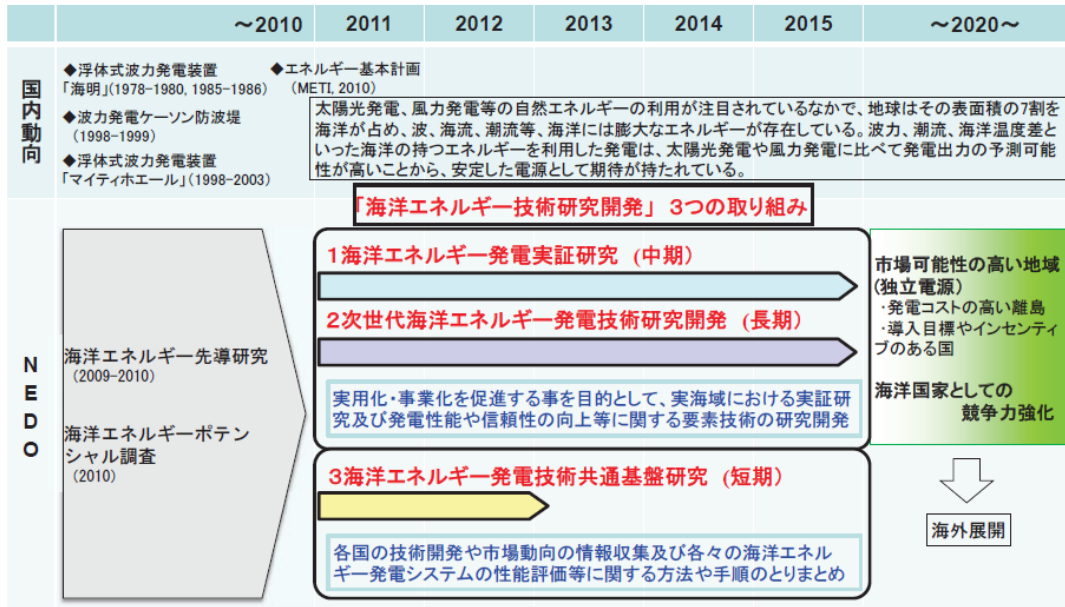 ～2010
2011
2012
2013
2014
2015
～2020～
国内動向
◆浮体式波力発電装置
「海明」(1978-1980, 1985-1986)
◆波力発電ケーソン防波堤
(1998-1999)
◆浮体式波力発電装置
「マイティホエール」(1998-2003)
◆エネルギー基本計画
(METI, 2010)
太陽光発電、風力発電等の自然エネルギーの利用が注目されているなかで、地球はその表面積の7割を
海洋が占め、波、海流、潮流等、海洋には膨大なエネルギーが存在している。波力、潮流、海洋温度差と
いった海洋の持つエネルギーを利用した発電は、太陽光発電や風力発電に比べて発電出力の予測可能
性が高いことから、安定した電源として期待が持たれている。
「海洋エネルギー技術研究開発」 3つの取り組み
NEDO
海洋エネルギー先導研究
(2009-2010)
海洋エネルギーポテン
シャル調査
(2010)
1海洋エネルギー発電実証研究 (中期)
2次世代海洋エネルギー発電技術研究開発 (長期)
実用化・事業化を促進する事を目的として、実海域における実証研
究及び発電性能や信頼性の向上等に関する要素技術の研究開発
3海洋エネルギー発電技術共通基盤研究 (短期)
各国の技術開発や市場動向の情報収集及び各々の海洋エネル
ギー発電システムの性能評価等に関する方法や手順のとりまとめ
市場可能性の高い地域
(独立電源)
・発電コストの高い離島
・導入目標やインセンティ
ブのある国
海洋国家としての
競争力強化
海外展開